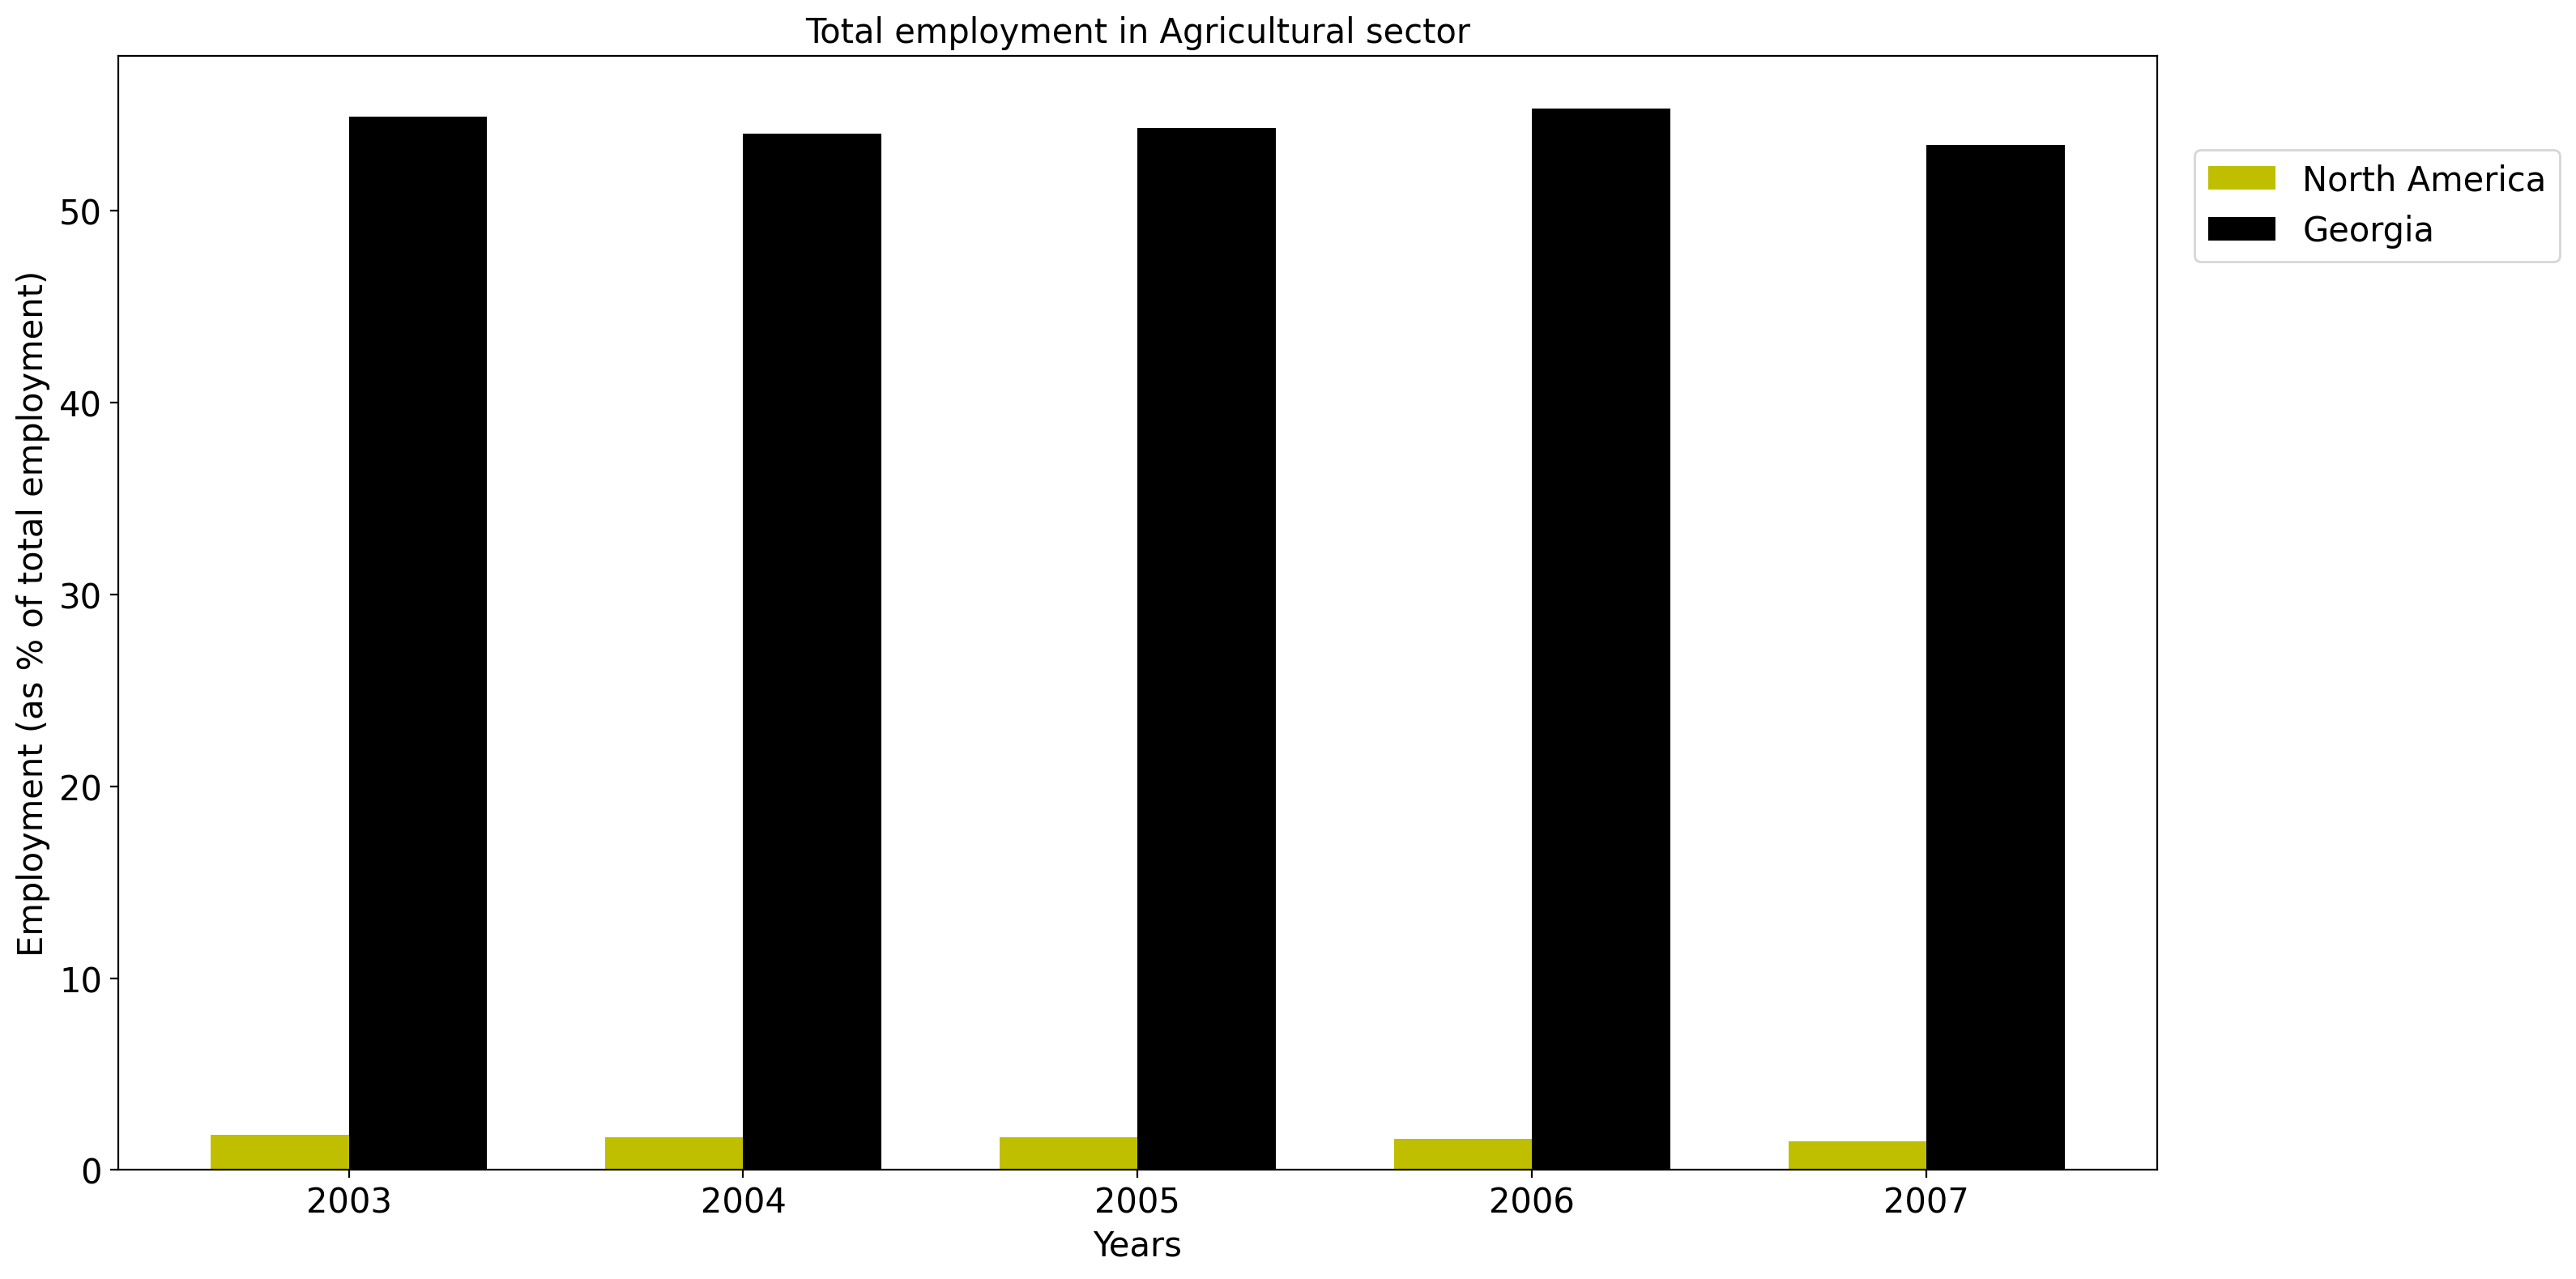 Total employment in Agricultural sector
Employment (as % of total employment)
50
40
30
20
10
0
2003 2004 2005 2006 2007
Years
North America
Georgia